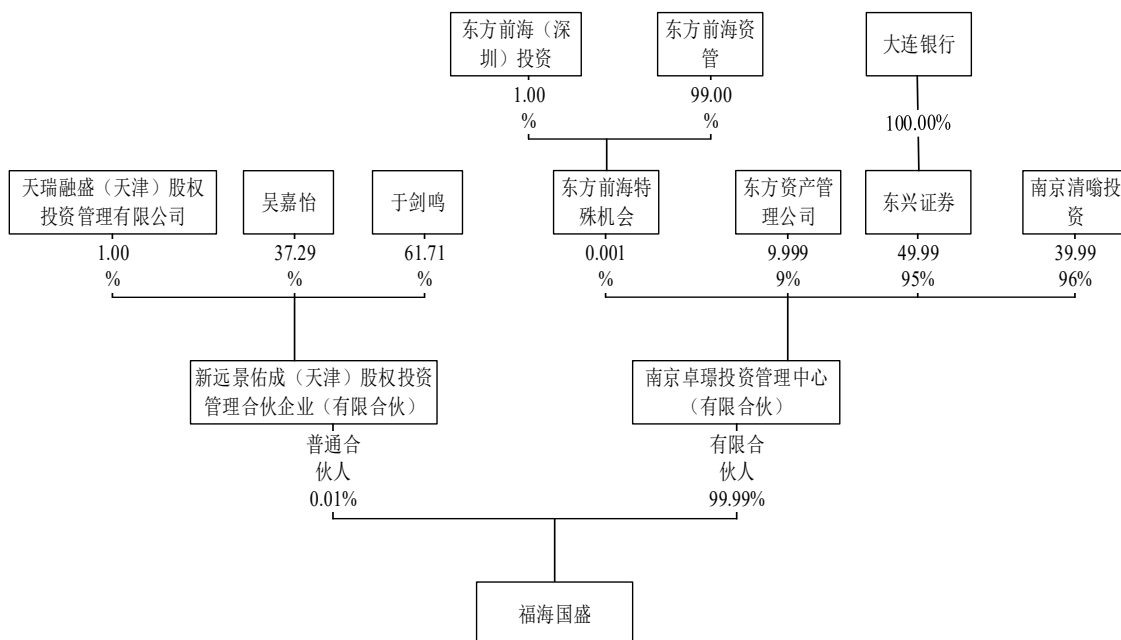 东方前海（深
圳）投资
东方前海资
管
大连银行
1.00
%
99.00
%
100.00%
天瑞融盛（天津）股权
投资管理有限公司
吴嘉怡
于剑鸣
东方前海特
殊机会
东方资产管
理公司
东兴证券
南京清嗡投
资
1.00
%
37.29
%
61.71
%
0.001
%
9.999
9%
49.99
95%
39.99
96%
新远景佑成（天津）股权投资
管理合伙企业（有限合伙）
南京卓璟投资管理中心
（有限合伙）
普通合
伙人
0.01%
有限合
伙人
99.99%
福海国盛